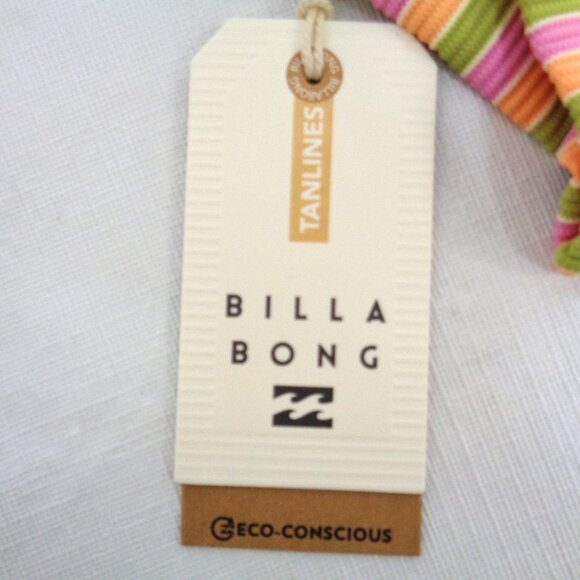 BILLABONG
TANLINES
BILLA
BONG
ECO-CONSCIOUS